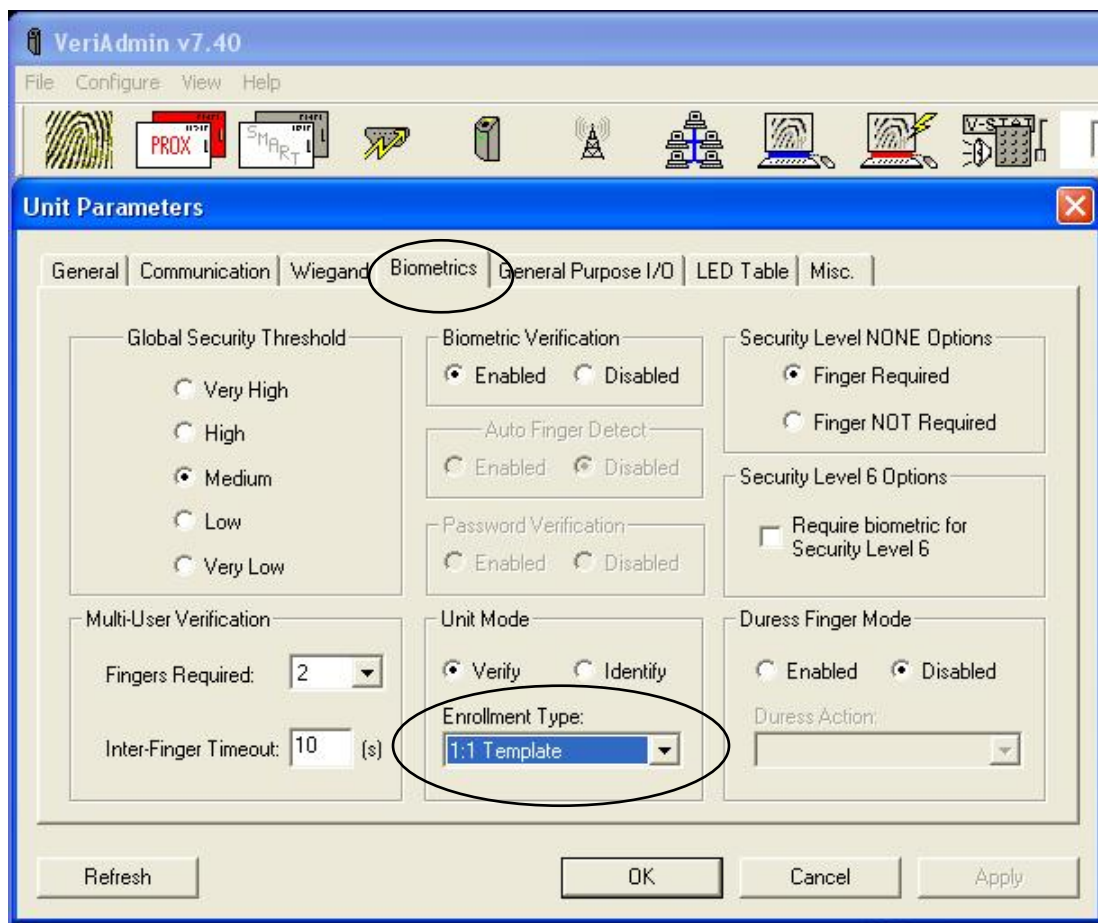 VeriAdmin v7.40
File Configure View Help
PROX
SMART
V-STAT
Unit Parameters
General Communication Wiegand Biometrics General Purpose I/O LED Table Misc.
Global Security Threshold
Very High
High
Medium
Low
Very Low
Biometric Verification
Enabled Disabled
Auto Finger Detect
Enabled Disabled
Password Verification
Enabled Disabled
Security Level NONE Options
Finger Required
Finger NOT Required
Security Level 6 Options
Require biometric for
Security Level 6
Multi-User Verification
Fingers Required: 2
Inter-Finger Timeout: 10 (s)
Unit Mode
Verify Identify
Enrollment Type:
1:1 Template
Duress Finger Mode
Enabled Disabled
Duress Action:
Refresh OK Cancel Apply